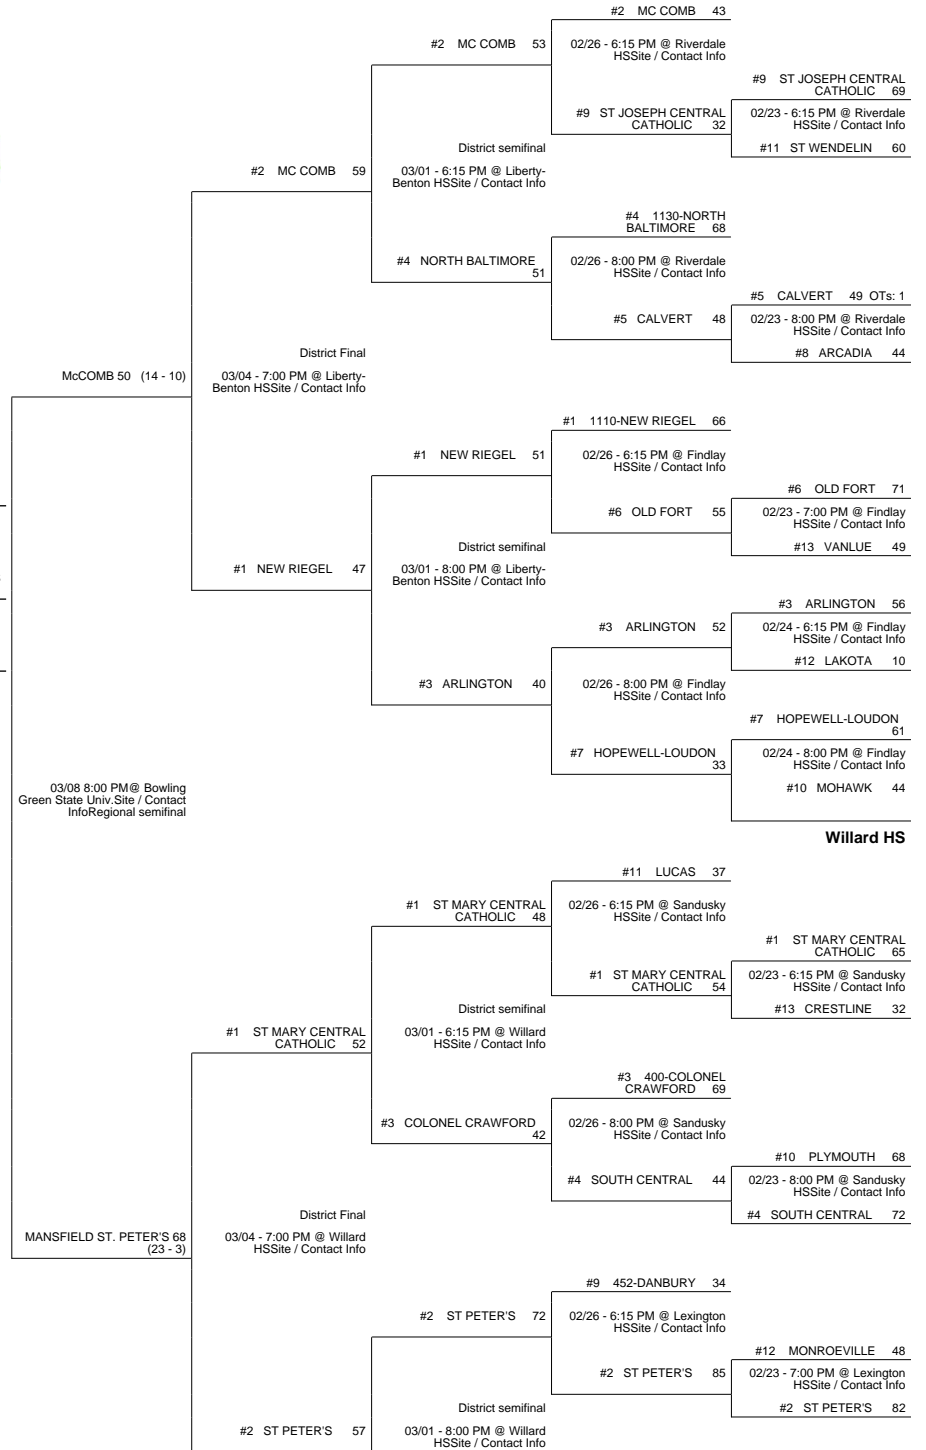 #2 MC COMB 43
#2 MC COMB 53
02/26 - 6:15 PM @ Riverdale
HSSite / Contact Info
#9 ST JOSEPH CENTRAL
CATHOLIC 69
#9 ST JOSEPH CENTRAL
CATHOLIC 32
02/23 - 6:15 PM @ Riverdale
HSSite / Contact Info
District semifinal
#11 ST WENDELIN 60
#2 MC COMB 59
03/01 - 6:15 PM @ Liberty-
Benton HSSite / Contact Info
#4 1130-NORTH
BALTIMORE 68
#4 NORTH BALTIMORE
51
02/26 - 8:00 PM @ Riverdale
HSSite / Contact Info
#5 CALVERT 49 OTs: 1
#5 CALVERT 48
02/23 - 8:00 PM @ Riverdale
HSSite / Contact Info
District Final
#8 ARCADIA 44
McCOMB 50 (14 - 10)
03/04 - 7:00 PM @ Liberty-
Benton HSSite / Contact Info
#1 1110-NEW RIEGEL 66
#1 NEW RIEGEL 51
02/26 - 6:15 PM @ Findlay
HSSite / Contact Info
#6 OLD FORT 71
#6 OLD FORT 55
02/23 - 7:00 PM @ Findlay
HSSite / Contact Info
District semifinal
#13 VANLUE 49
#1 NEW RIEGEL 47
03/01 - 8:00 PM @ Liberty-
Benton HSSite / Contact Info
#3 ARLINGTON 56
#3 ARLINGTON 52
02/24 - 6:15 PM @ Findlay
HSSite / Contact Info
#12 LAKOTA 10
#3 ARLINGTON 40
02/26 - 8:00 PM @ Findlay
HSSite / Contact Info
#7 HOPEWELL-LOUDON
61
#7 HOPEWELL-LOUDON
33
02/24 - 8:00 PM @ Findlay
HSSite / Contact Info
#10 MOHAWK 44
03/08 8:00 PM@ Bowling
Green State Univ.Site / Contact
InfoRegional semifinal
Willard HS
#11 LUCAS 37
#1 ST MARY CENTRAL
CATHOLIC 48
02/26 - 6:15 PM @ Sandusky
HSSite / Contact Info
#1 ST MARY CENTRAL
CATHOLIC 65
#1 ST MARY CENTRAL
CATHOLIC 54
02/23 - 6:15 PM @ Sandusky
HSSite / Contact Info
District semifinal
#13 CRESTLINE 32
#1 ST MARY CENTRAL
CATHOLIC 52
03/01 - 6:15 PM @ Willard
HSSite / Contact Info
#3 400-COLONEL
CRAWFORD 69
#3 COLONEL CRAWFORD
42
02/26 - 8:00 PM @ Sandusky
HSSite / Contact Info
#10 PLYMOUTH 68
#4 SOUTH CENTRAL 44
02/23 - 8:00 PM @ Sandusky
HSSite / Contact Info
District Final
#4 SOUTH CENTRAL 72
MANSFIELD ST. PETER'S 68
(23 - 3)
03/04 - 7:00 PM @ Willard
HSSite / Contact Info
#9 452-DANBURY 34
#2 ST PETER'S 72
02/26 - 6:15 PM @ Lexington
HSSite / Contact Info
#12 MONROEVILLE 48
#2 ST PETER'S 85
02/23 - 7:00 PM @ Lexington
HSSite / Contact Info
District semifinal
#2 ST PETER'S 82
#2 ST PETER'S 57
03/01 - 8:00 PM @ Willard
HSSite / Contact Info